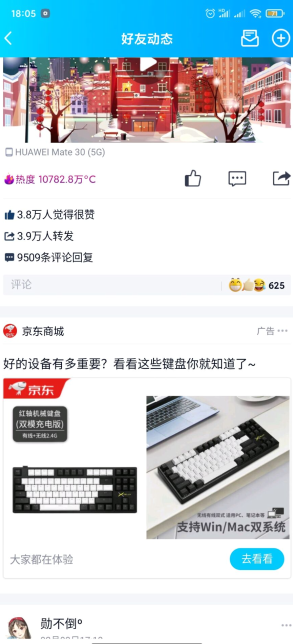 18:05
好友动态
HUAWEI Mate 30 (5G)
热度 10782.8万°C
3.8万人觉得很赞
3.9万人转发
9509条评论回复
评论
625
京东商城
广告
好的设备有多重要？看看这些键盘你就知道了~
京东
红轴机械键盘
(双模充电版)
有线+无线2.4G
支持Win/Mac双系统
大家都在体验
去看看
勋不倒º